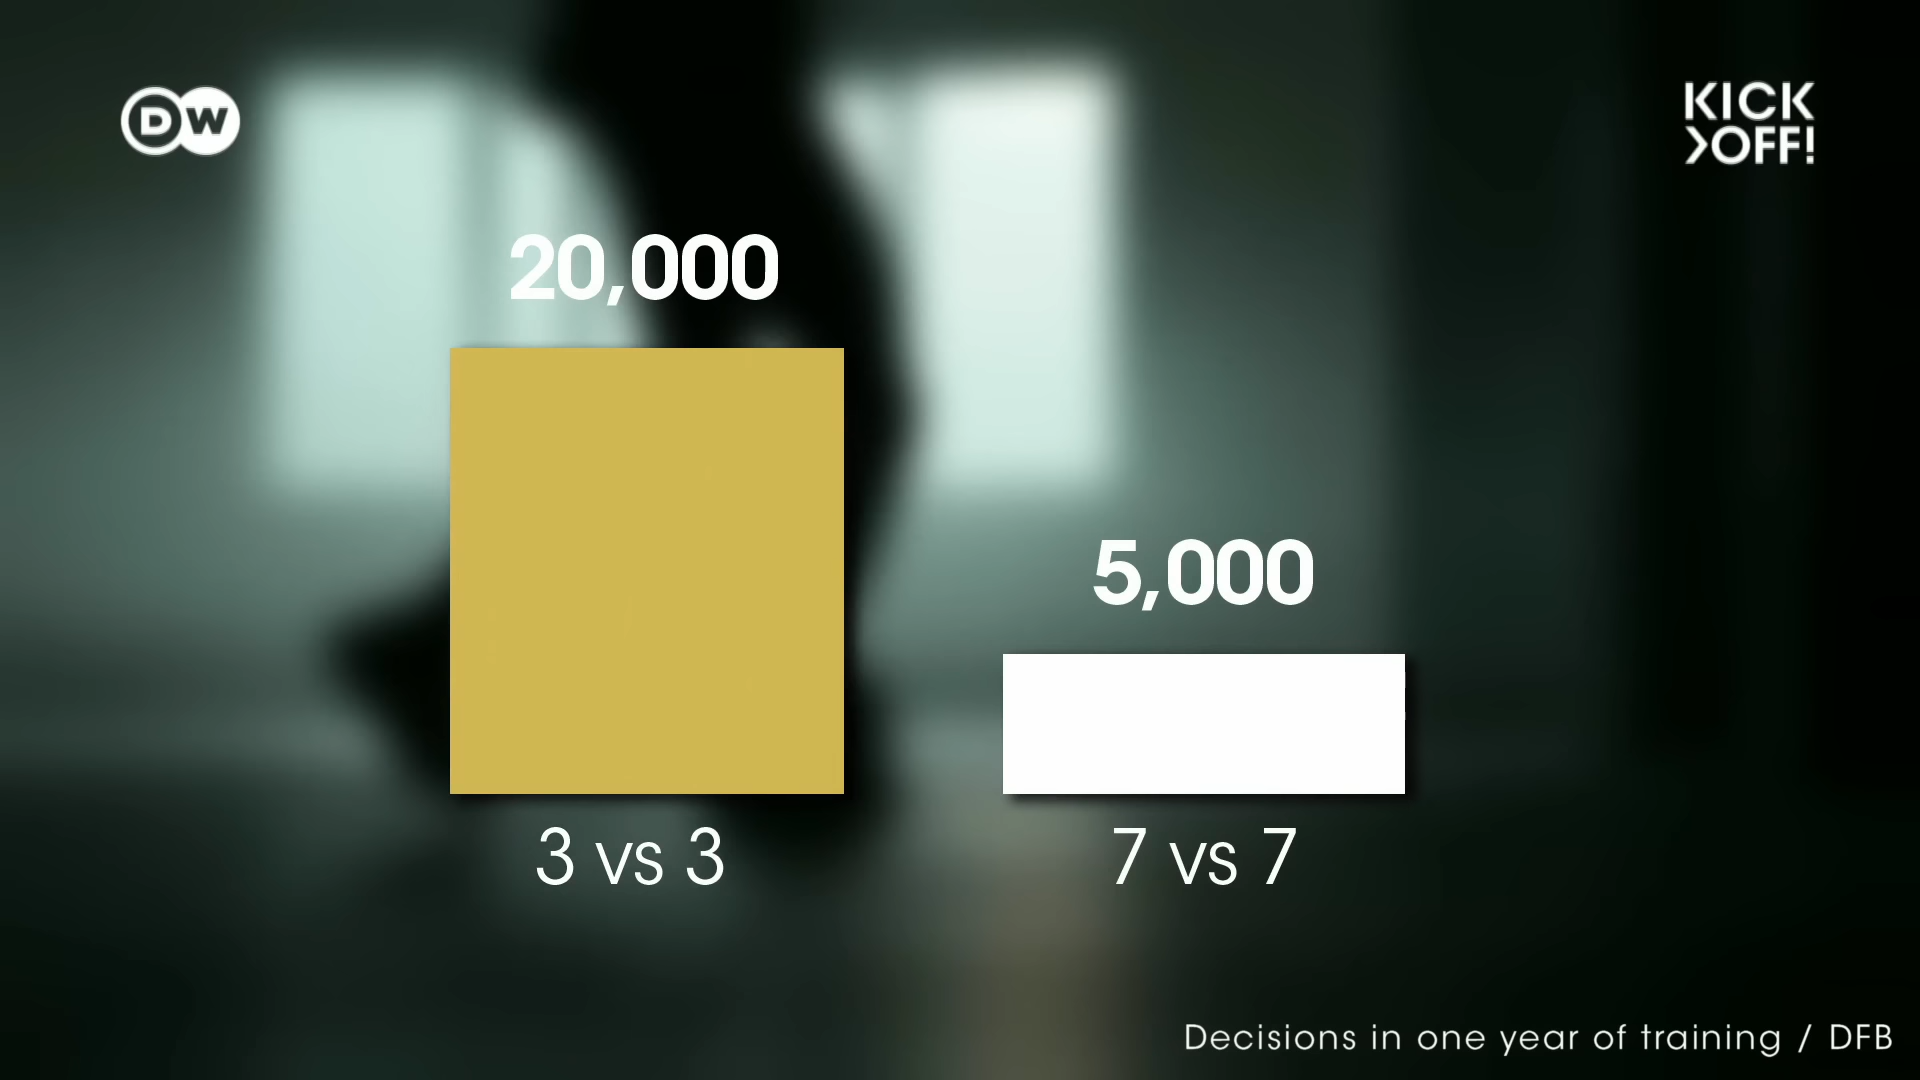 DW
KICK
>OFF!
20,000
5,000
3 vs 3
7 vs 7
Decisions in one year of training / DFB